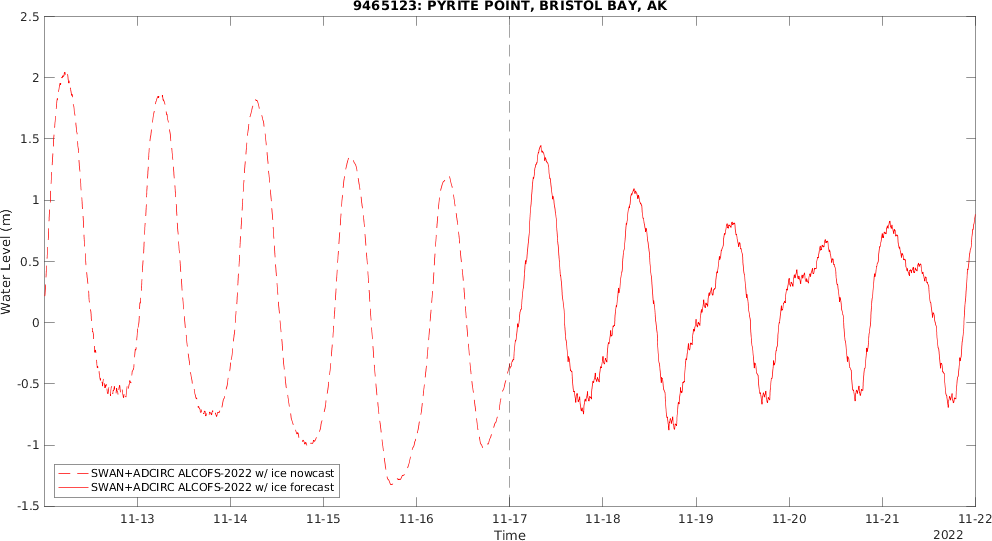 9465123: PYRITE POINT, BRISTOL BAY, AK
2.5
2
1.5
1
0.5
0
-0.5
-1
-1.5
Water Level (m)
SWAN+ADCIRC ALCOFS-2022 w/ ice nowcast
SWAN+ADCIRC ALCOFS-2022 w/ ice forecast
11-13 11-14 11-15 11-16 11-17 11-18 11-19 11-20 11-21 11-22
Time
2022